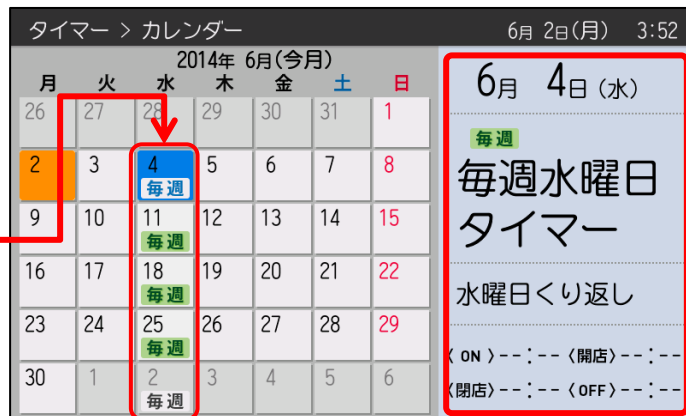 タイマー > カレンダー 6月 2日(月) 3:52
2014年 6月(今月)
月 火 水 木 金 土 日
26 27 28 29 30 31 1
2 3 4 5 6 7 8
毎週
9 10 11 12 13 14 15
毎週
16 17 18 19 20 21 22
毎週
23 24 25 26 27 28 29
毎週
30 1 2 3 4 5 6
毎週
6月 4日 (水)
毎週
毎週水曜日
タイマー
水曜日くり返し
〈 ON 〉--:-- 〈開店〉--:--
〈閉店〉--:-- 〈OFF〉--:--